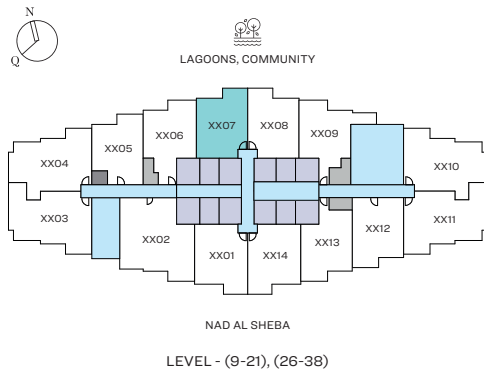 N
Q
LAGOONS, COMMUNITY
XX07
XX08
XX06
XX09
XX05
XX04
XX10
XX03
XX11
XX02
XX12
XX13
XX01
XX14
NAD AL SHEBA
LEVEL - (9-21), (26-38)